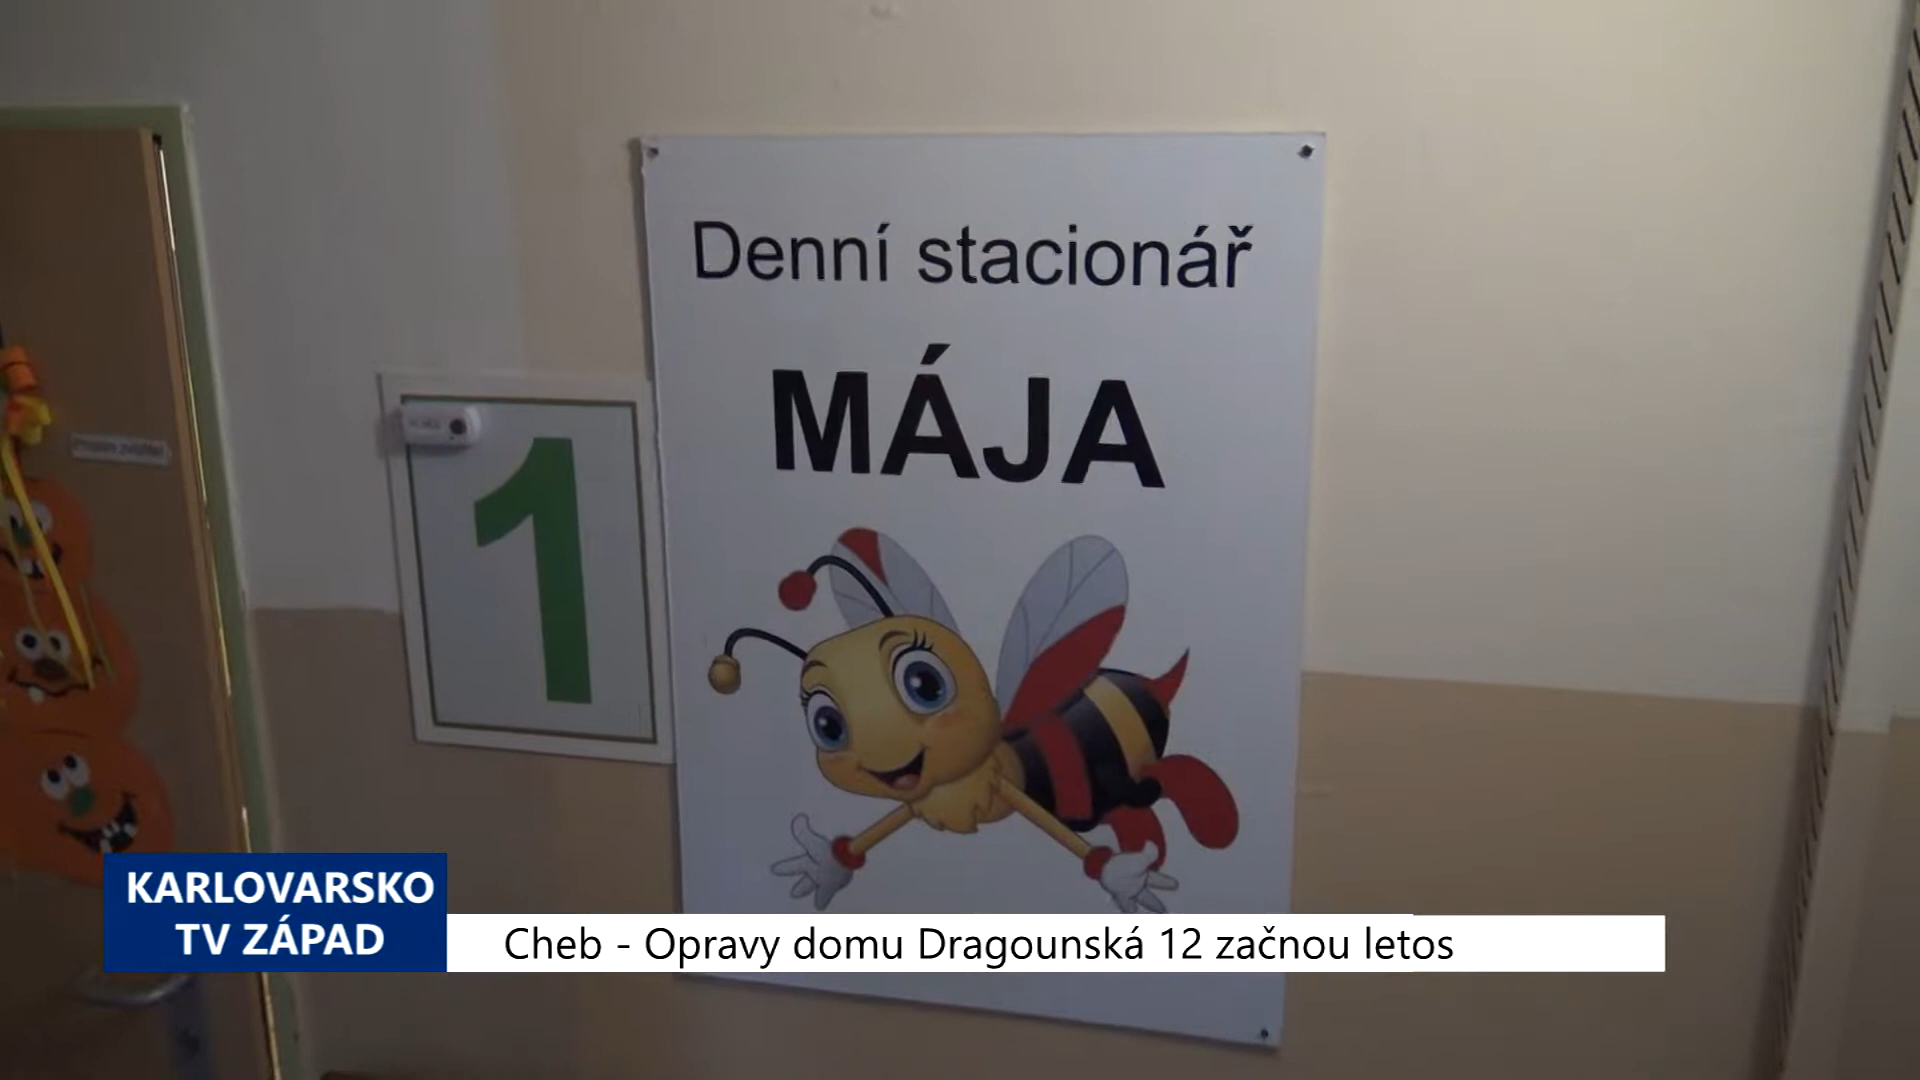 Denní stacionář
MÁJA
1
KARLOVARSKO
TV ZÁPAD
Cheb - Opravy domu Dragounská 12 začnou letos